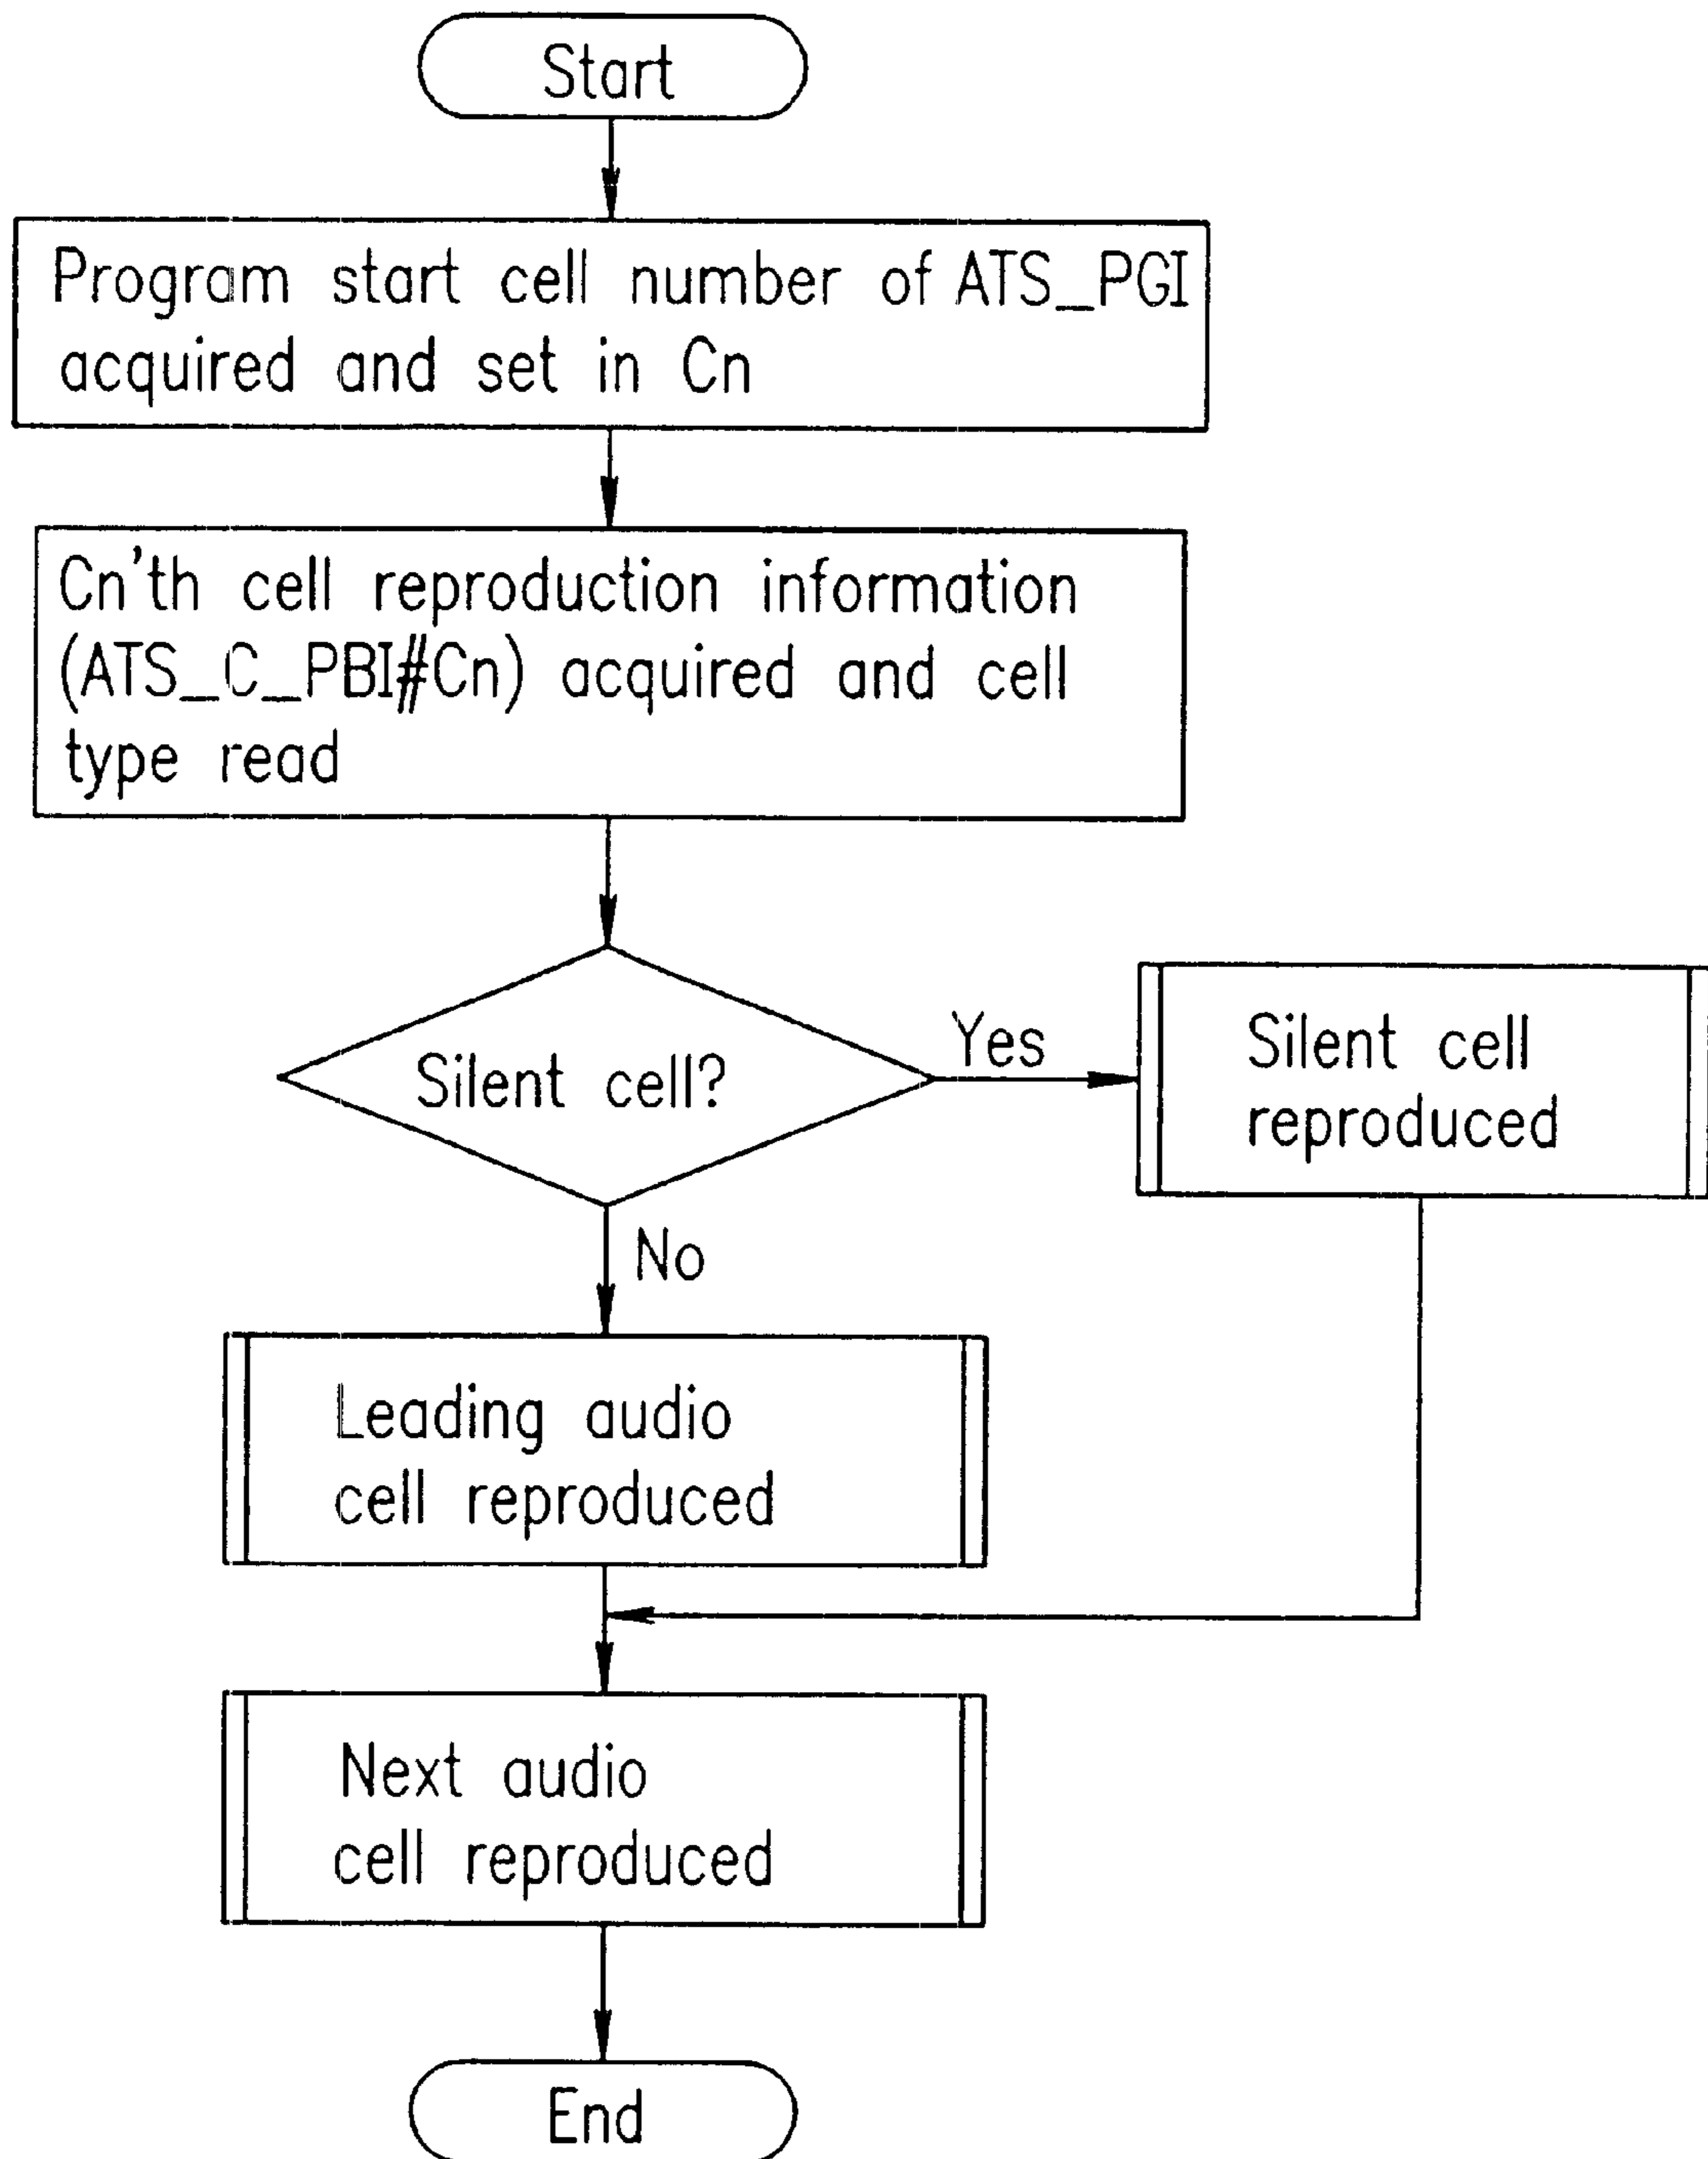 Start
Program start cell number of ATS_PGI
acquired and set in Cn
Cn'th cell reproduction information
(ATS_C_PBI#Cn) acquired and cell
type read
Silent cell?
Yes
Silent cell
reproduced
No
Leading audio
cell reproduced
Next audio
cell reproduced
End